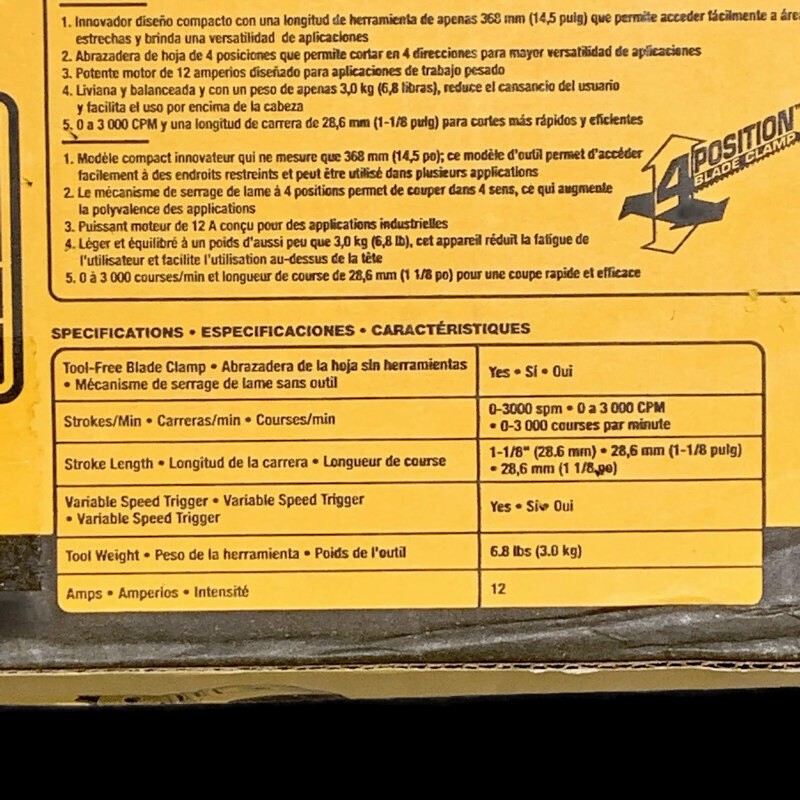 1. Innovador diseño compacto con una longitud de herramienta de apenas 368 mm (14,5 pulg) que permite acceder fácilmente a área
estrechas y brinda una versatilidad de aplicaciones
2. Abrazadera de hoja de 4 posiciones que permite cortar en 4 direcciones para mayor versatilidad de aplicaciones
3. Potente motor de 12 amperios diseñado para aplicaciones de trabajo pesado
4. Liviana y balanceada y con un peso de apenas 3,0 kg (6,8 libras), reduce el cansancio del usuario
y facilita el uso por encima de la cabeza
5. 0 a 3 000 CPM y una longitud de carrera de 28,6 mm (1-1/8 pulg) para cortes más rápidos y eficientes
1. Modèle compact innovateur qui ne mesure que 368 mm (14,5 po); ce modèle d'outil permet d'accéder
facilement à des endroits restreints et peut être utilisé dans plusieurs applications
2. Le mécanisme de serrage de lame à 4 positions permet de couper dans 4 sens, ce qui augmente
la polyvalence des applications
3. Puissant moteur de 12 A conçu pour des applications industrielles
4. Léger et équilibré à un poids d'aussi peu que 3,0 kg (6,8 lb), cet appareil réduit la fatigue de
l'utilisateur et facilite l'utilisation au-dessus de la tête
5. 0 à 3 000 courses/min et longueur de course de 28,6 mm (1 1/8 po) pour une coupe rapide et efficace
4 POSITION™
BLADE CLAMP
SPECIFICATIONS • ESPECIFICACIONES • CARACTÉRISTIQUES
Tool-Free Blade Clamp • Abrazadera de la hoja sin herramientas
• Mécanisme de serrage de lame sans outil
Yes • Sí • Oui
Strokes/Min • Carreras/min • Courses/min
0-3000 spm • 0 a 3 000 CPM
• 0-3 000 courses par minute
Stroke Length • Longitud de la carrera • Longueur de course
1-1/8" (28.6 mm) • 28,6 mm (1-1/8 pulg)
• 28,6 mm (1 1/8 po)
Variable Speed Trigger • Variable Speed Trigger
• Variable Speed Trigger
Yes • Sí • Oui
Tool Weight • Peso de la herramienta • Poids de l'outil
6.8 lbs (3.0 kg)
Amps • Amperios • Intensité
12